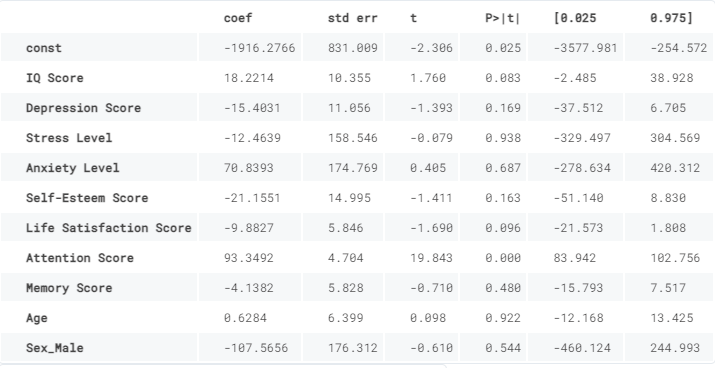 coef std err t P>|t| [0.025 0.975]
const -1916.2766 831.009 -2.306 0.025 -3577.981 -254.572
IQ Score 18.2214 10.355 1.760 0.083 -2.485 38.928
Depression Score -15.4031 11.056 -1.393 0.169 -37.512 6.705
Stress Level -12.4639 158.546 -0.079 0.938 -329.497 304.569
Anxiety Level 70.8393 174.769 0.405 0.687 -278.634 420.312
Self-Esteem Score -21.1551 14.995 -1.411 0.163 -51.140 8.830
Life Satisfaction Score -9.8827 5.846 -1.690 0.096 -21.573 1.808
Attention Score 93.3492 4.704 19.843 0.000 83.942 102.756
Memory Score -4.1382 5.828 -0.710 0.480 -15.793 7.517
Age 0.6284 6.399 0.098 0.922 -12.168 13.425
Sex_Male -107.5656 176.312 -0.610 0.544 -460.124 244.993